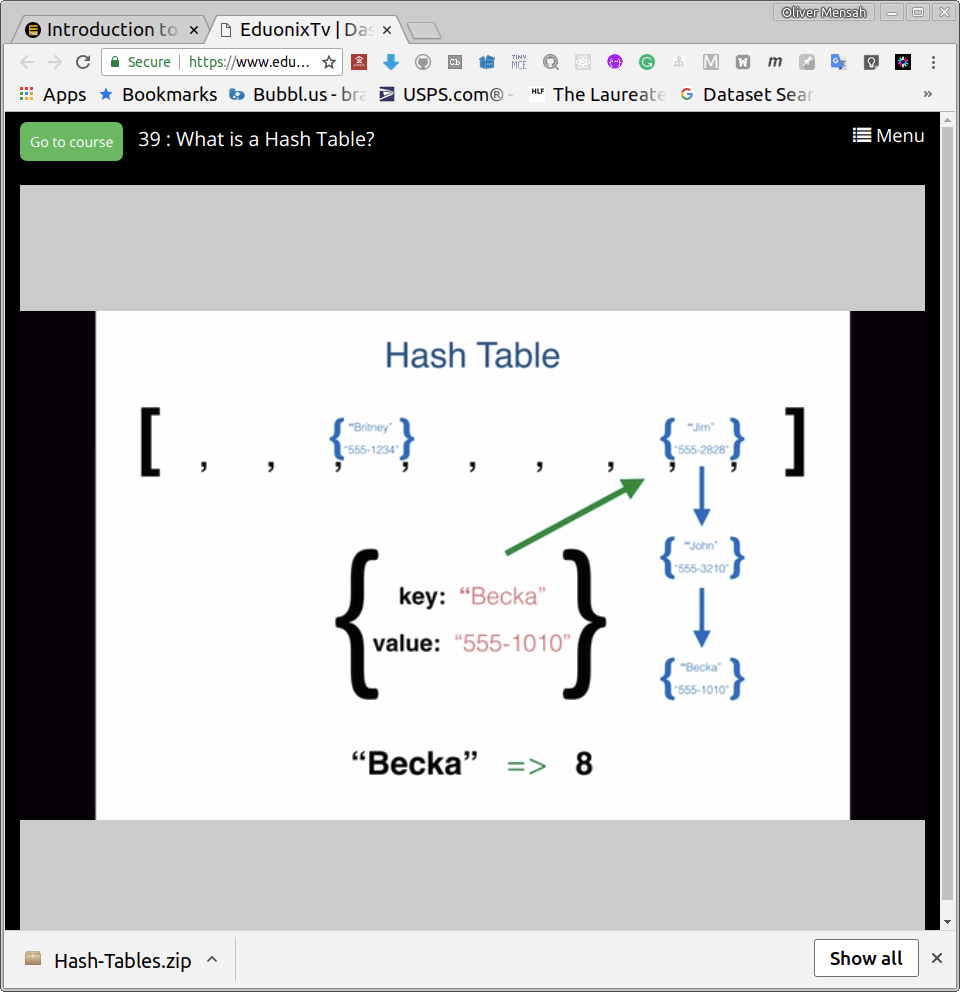 Oliver Mensah
Introduction to
EduonixTv | Das
Secure
https://www.edu...
Apps
Bookmarks
Bubbl.us - bra
USPS.com® -
HLF
The Laureate
Dataset Sear
»
Go to course
39 : What is a Hash Table?
Menu
Hash Table
[ , , { "Britney" "555-1234" } , , , , , { "Jim" "555-2828" } , , ]
{ "John"
"555-3210" }
{ key: "Becka"
value: "555-1010" }
{ "Becka"
"555-1010" }
"Becka" => 8
Hash-Tables.zip
Show all